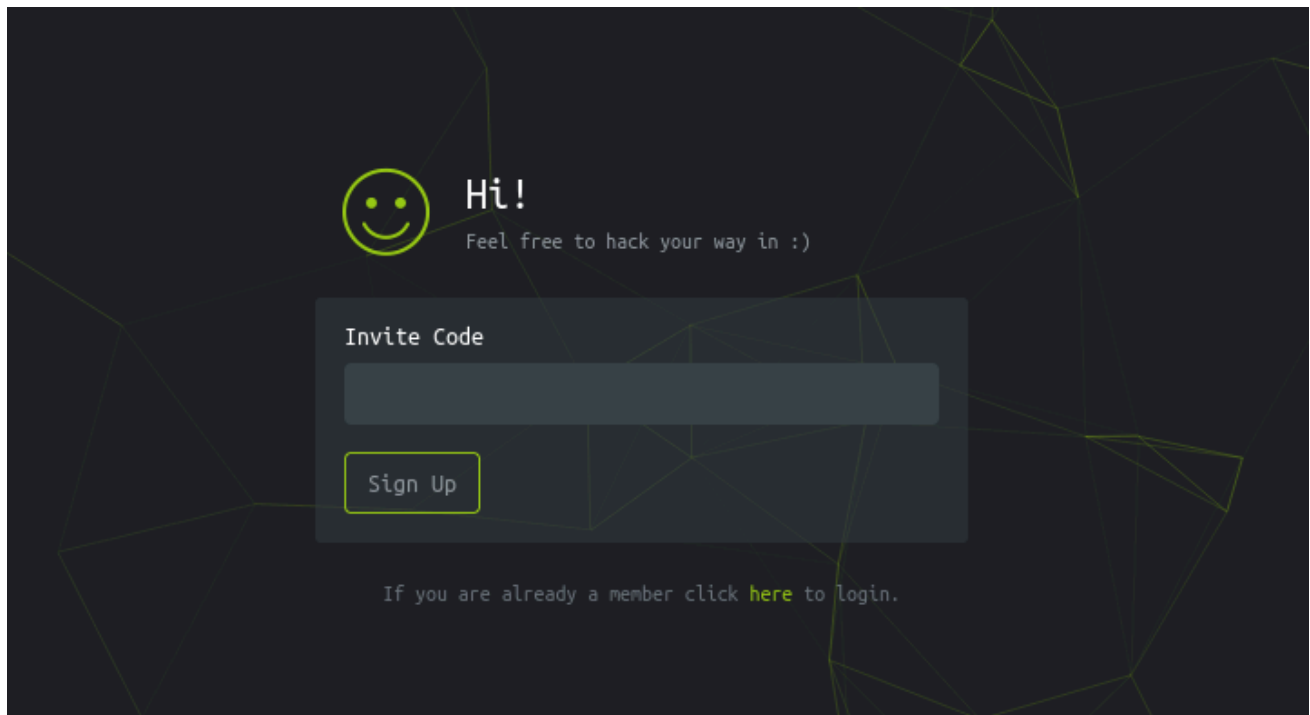 Hi!
Feel free to hack your way in :)
Invite Code
Sign Up
If you are already a member click here to login.